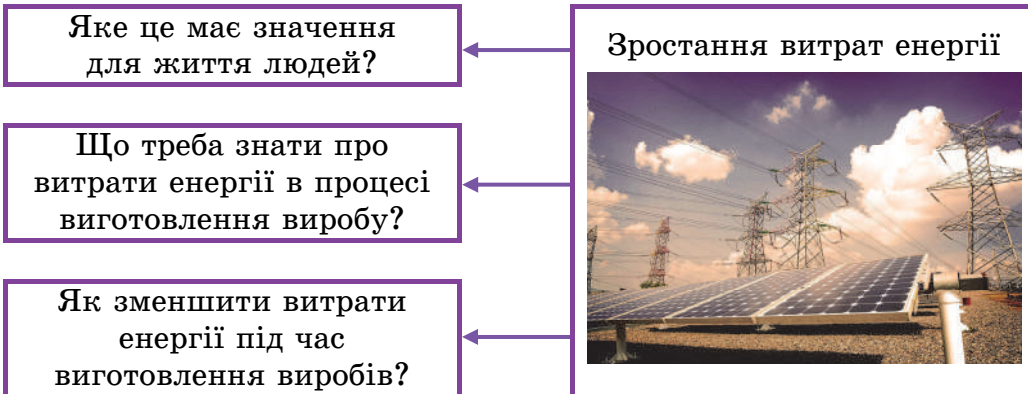 Яке це має значення
для життя людей?
Що треба знати про
витрати енергії в процесі
виготовлення виробу?
Як зменшити витрати
енергії під час
виготовлення виробів?
Зростання витрат енергії